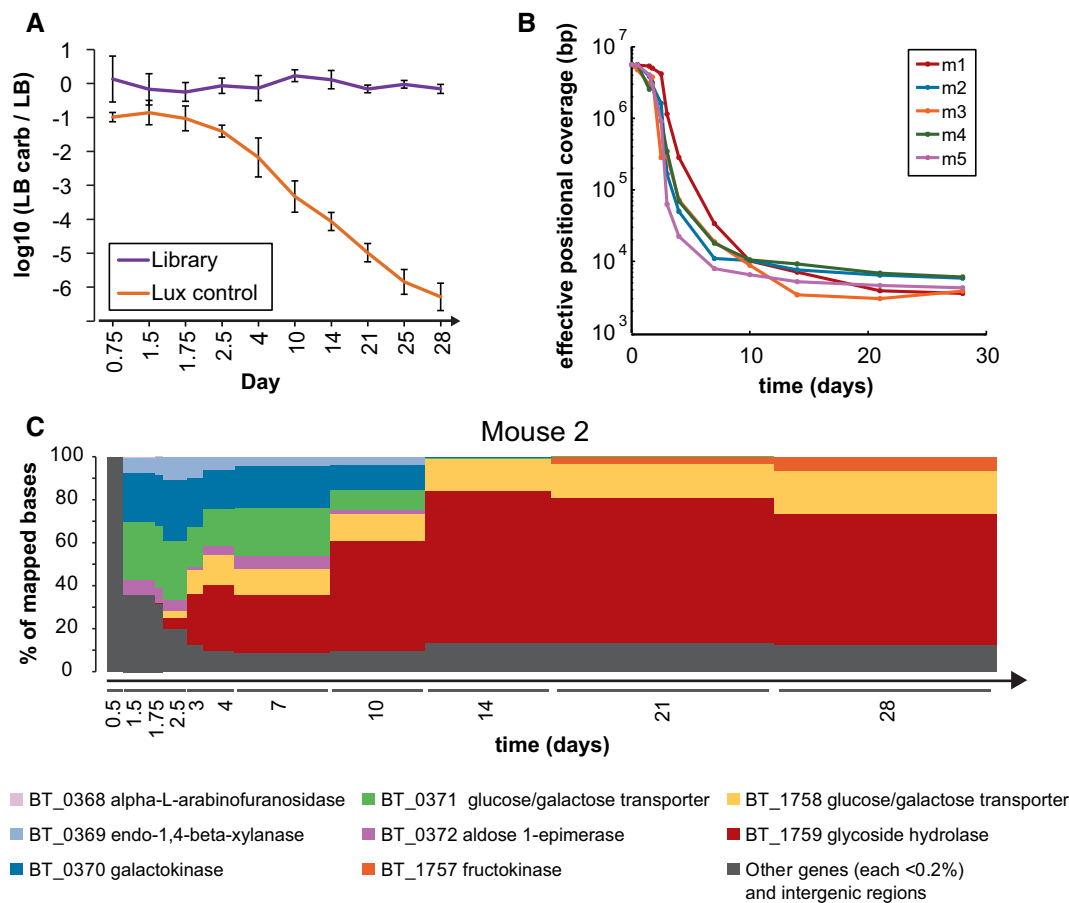 A
log10 (LB carb / LB)
1
0
-1
-2
-3
-4
-5
-6
Library
Lux control
0.75
1.5
1.75
2.5
4
10
14
21
25
28
Day
B
effective positional coverage (bp)
10^7
10^6
10^5
10^4
10^3
m1
m2
m3
m4
m5
0
10
20
30
time (days)
C
Mouse 2
% of mapped bases
100
80
60
40
20
0
0.5
1.5
1.75
2.5
3
4
7
10
14
21
28
time (days)
BT_0368 alpha-L-arabinofuranosidase
BT_0371 glucose/galactose transporter
BT_1758 glucose/galactose transporter
BT_0369 endo-1,4-beta-xylanase
BT_0372 aldose 1-epimerase
BT_1759 glycoside hydrolase
BT_0370 galactokinase
BT_1757 fructokinase
Other genes (each <0.2%)
and intergenic regions